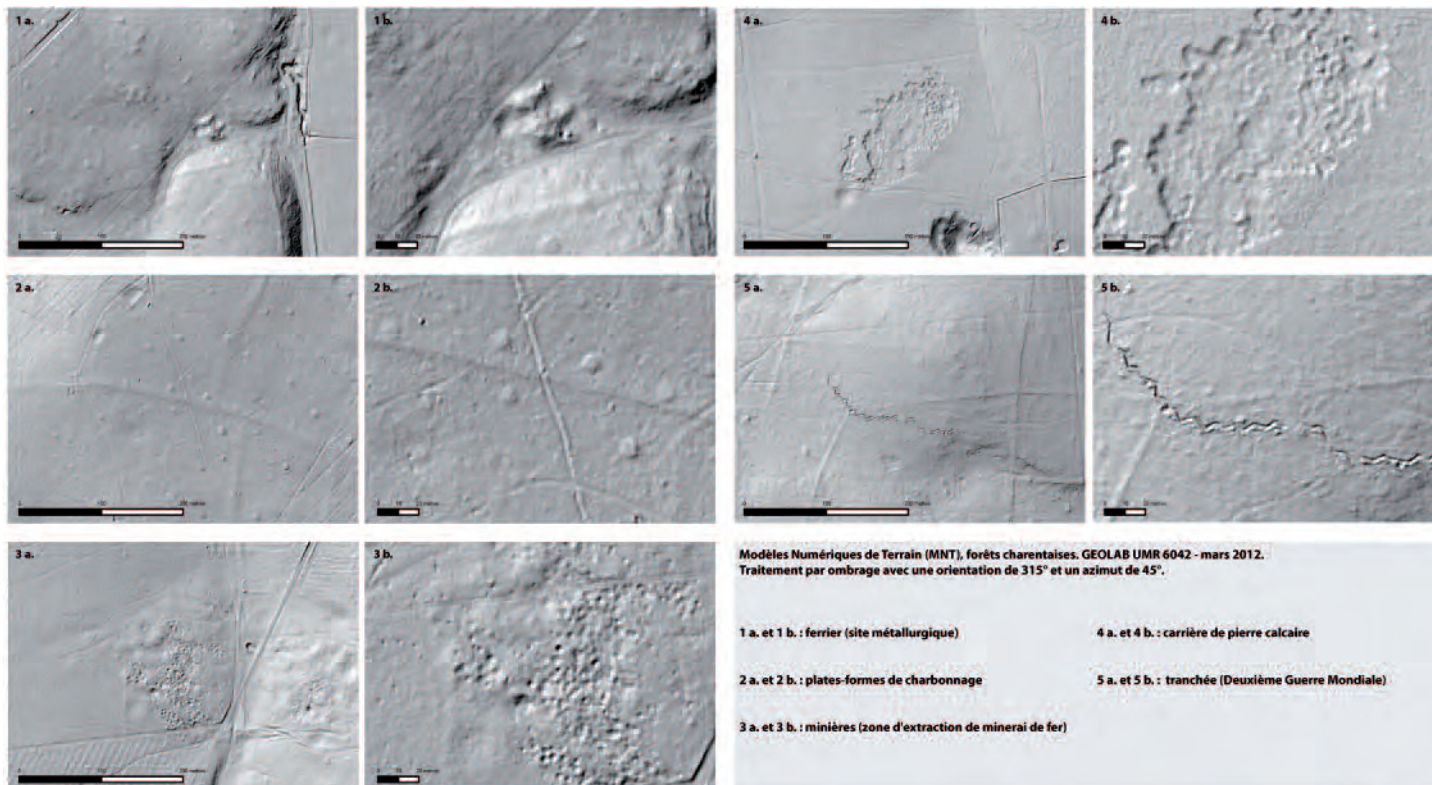 1 a.
1 b.
4 a.
4 b.
2 a.
2 b.
5 a.
5 b.
3 a.
3 b.
Modèles Numériques de Terrain (MNT), forêts charentaises. GEOLAB UMR 6042 - mars 2012.
Traitement par ombrage avec une orientation de 315° et un azimut de 45°.
1 a. et 1 b. : ferrier (site métallurgique)
4 a. et 4 b. : carrière de pierre calcaire
2 a. et 2 b. : plates-formes de charbonnage
5 a. et 5 b. : tranchée (Deuxième Guerre Mondiale)
3 a. et 3 b. : minières (zone d'extraction de minerai de fer)